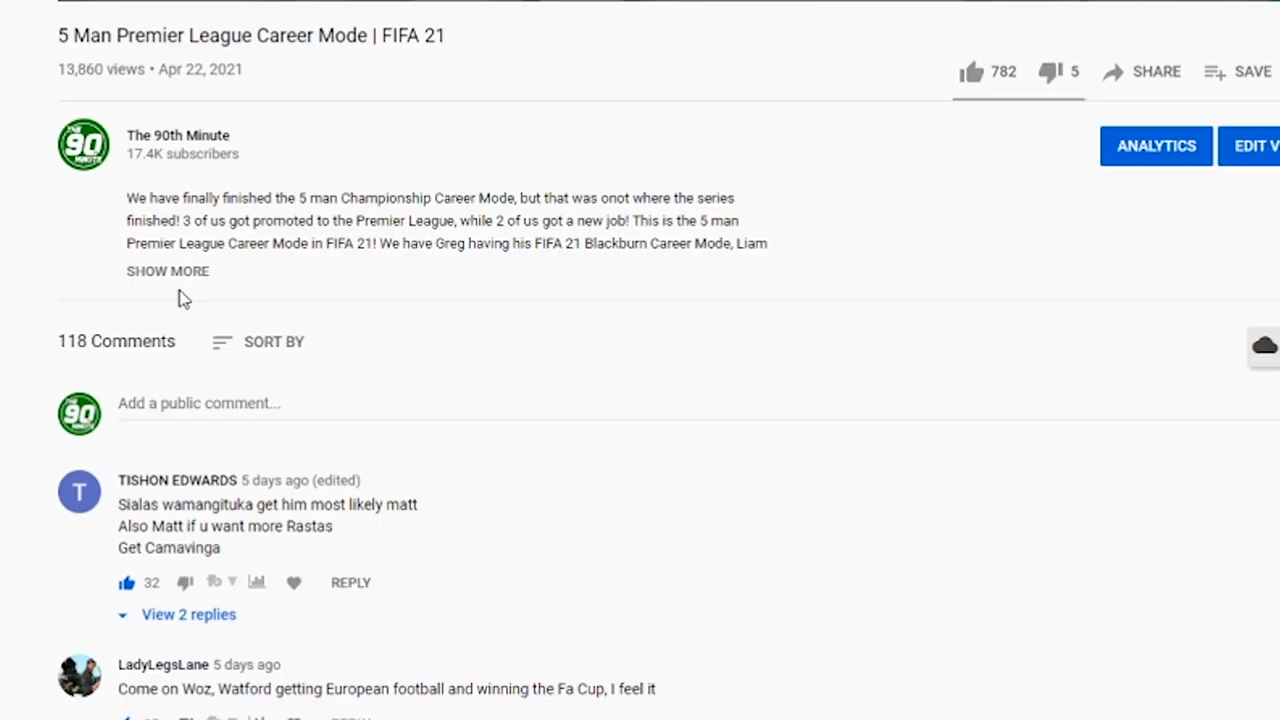 5 Man Premier League Career Mode | FIFA 21
13,860 views • Apr 22, 2021
782
5
SHARE
SAVE
THE 90 MINUTE
The 90th Minute
17.4K subscribers
ANALYTICS
EDIT V
We have finally finished the 5 man Championship Career Mode, but that was onot where the series
finished! 3 of us got promoted to the Premier League, while 2 of us got a new job! This is the 5 man
Premier League Career Mode in FIFA 21! We have Greg having his FIFA 21 Blackburn Career Mode, Liam
SHOW MORE
118 Comments
SORT BY
THE 90 MINUTE
Add a public comment...
T
TISHON EDWARDS 5 days ago (edited)
Sialas wamangituka get him most likely matt
Also Matt if u want more Rastas
Get Camavinga
32
REPLY
View 2 replies
LadyLegsLane 5 days ago
Come on Woz, Watford getting European football and winning the Fa Cup, I feel it